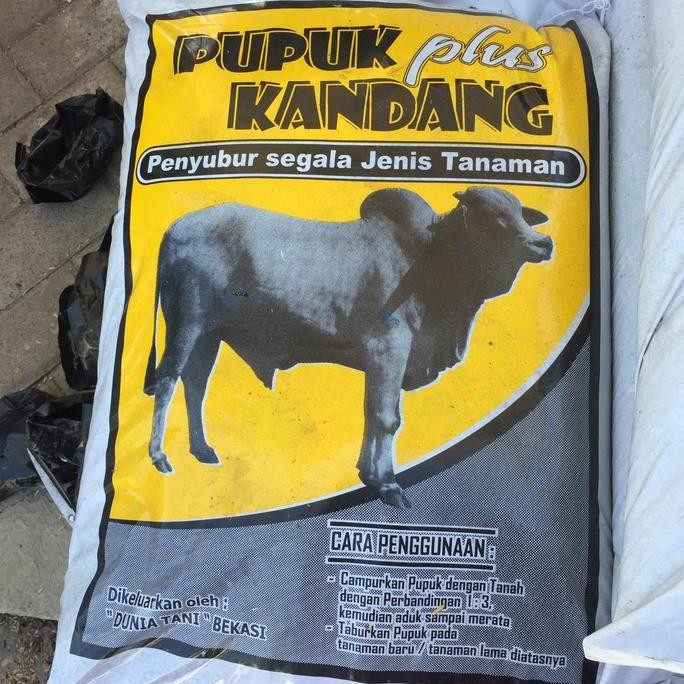 PUPUK plus
KANDANG
Penyubur segala Jenis Tanaman
CARA PENGGUNAAN :
- Campurkan Pupuk dengan Tanah
dengan Perbandingan 1 : 3,
kemudian aduk sampai merata
- Taburkan Pupuk pada
tanaman baru / tanaman lama diatasnya
Dikeluarkan oleh :
"DUNIA TANI" BEKASI